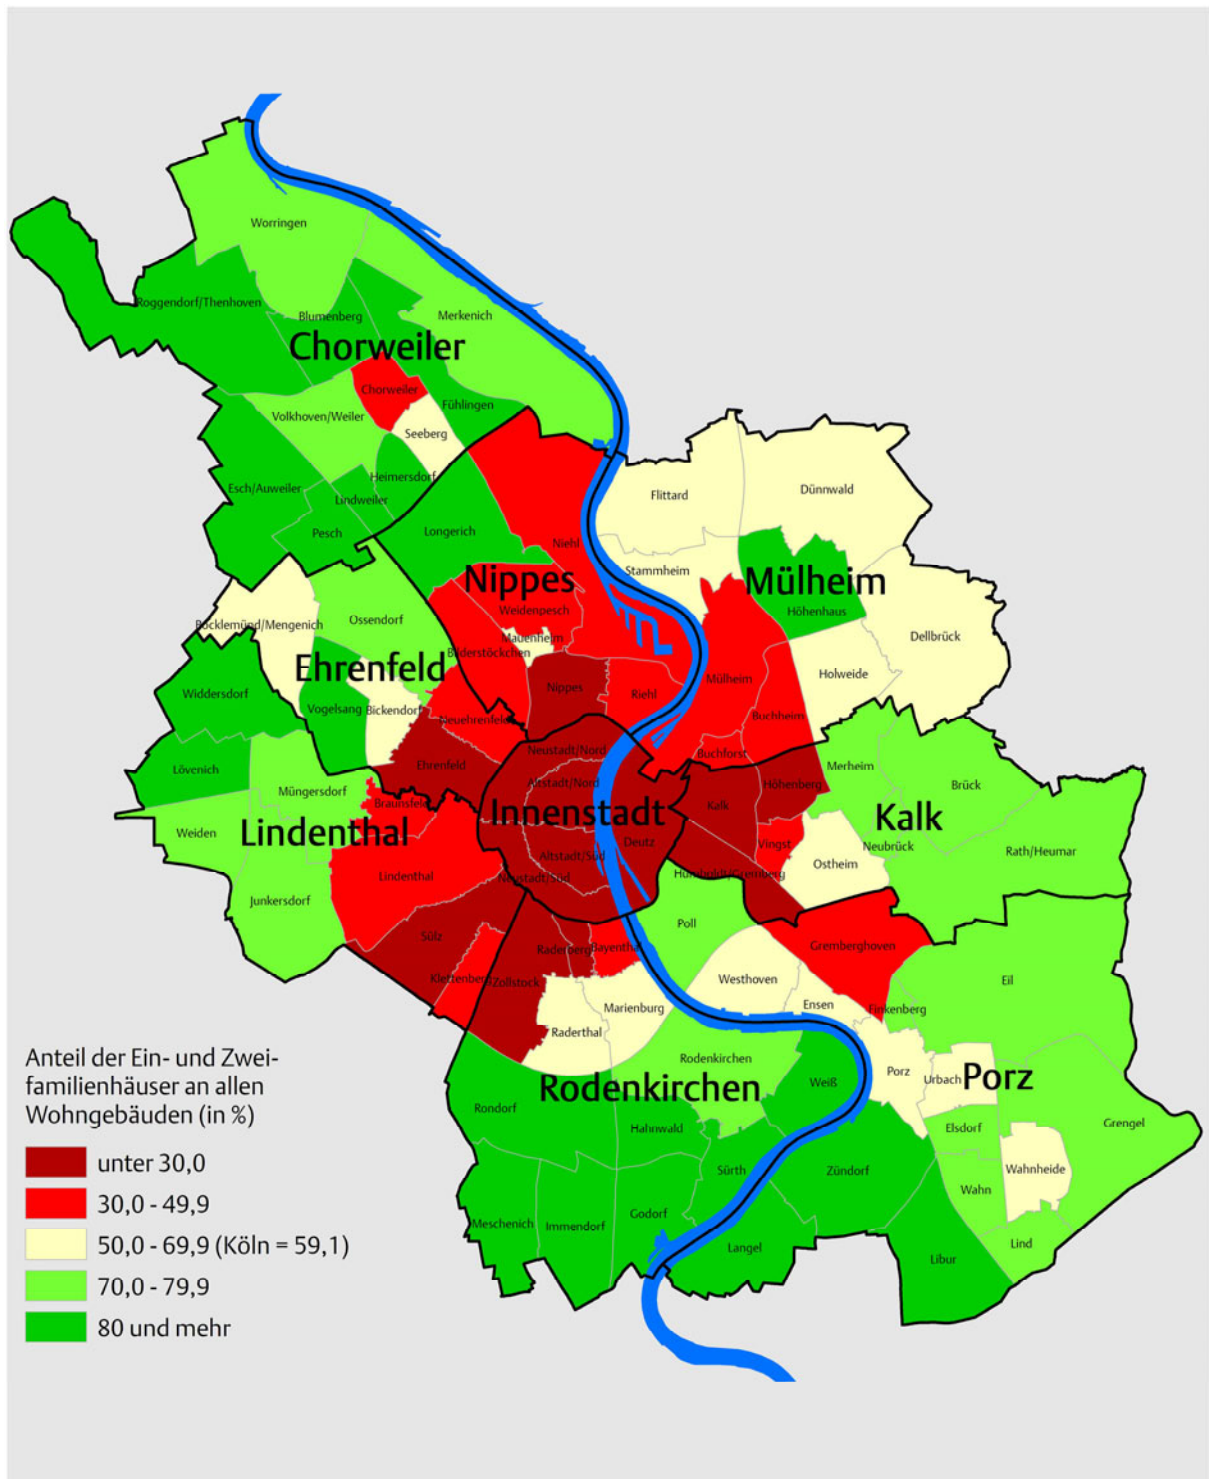 Worringen
Roggendorf/Thenhoven
Blumenberg
Merkenich
Chorweiler
Chorweiler
Fühlingen
Volkhoven/Weiler
Seeberg
Heimersdorf
Esch/Auweiler
Lindweiler
Pesch
Longerich
Niehl
Flittard
Dünnwald
Stammheim
Nippes
Mülheim
Weidenpesch
Höhenhaus
Bocklemünd/Mengenich
Ossendorf
Mauenheim
Bilderstöckchen
Dellbrück
Ehrenfeld
Holweide
Widdersdorf
Vogelsang
Bickendorf
Nippes
Riehl
Mülheim
Neuehrenfeld
Buchheim
Neustadt/Nord
Buchforst
Ehrenfeld
Lövenich
Müngersdorf
Altstadt/Nord
Höhenberg
Merheim
Brück
Braunsfeld
Kalk
Innenstadt
Kalk
Weiden
Lindenthal
Deutz
Vingst
Neubrück
Rath/Heumar
Altstadt/Süd
Ostheim
Lindenthal
Neustadt/Süd
Humboldt/Gremberg
Junkersdorf
Poll
Sülz
Raderberg
Bayenthal
Gremberghoven
Klettenberg
Zollstock
Westhoven
Eil
Marienburg
Ensen
Finkenberg
Raderthal
Rodenkirchen
Porz
Urbach
Porz
Rodenkirchen
Weiß
Rondorf
Hahnwald
Elsdorf
Grengel
Sürth
Zündorf
Wahnheide
Wahn
Meschenich
Immendorf
Godorf
Langel
Libur
Lind
Anteil der Ein- und Zwei-
familienhäuser an allen
Wohngebäuden (in %)
unter 30,0
30,0 - 49,9
50,0 - 69,9 (Köln = 59,1)
70,0 - 79,9
80 und mehr